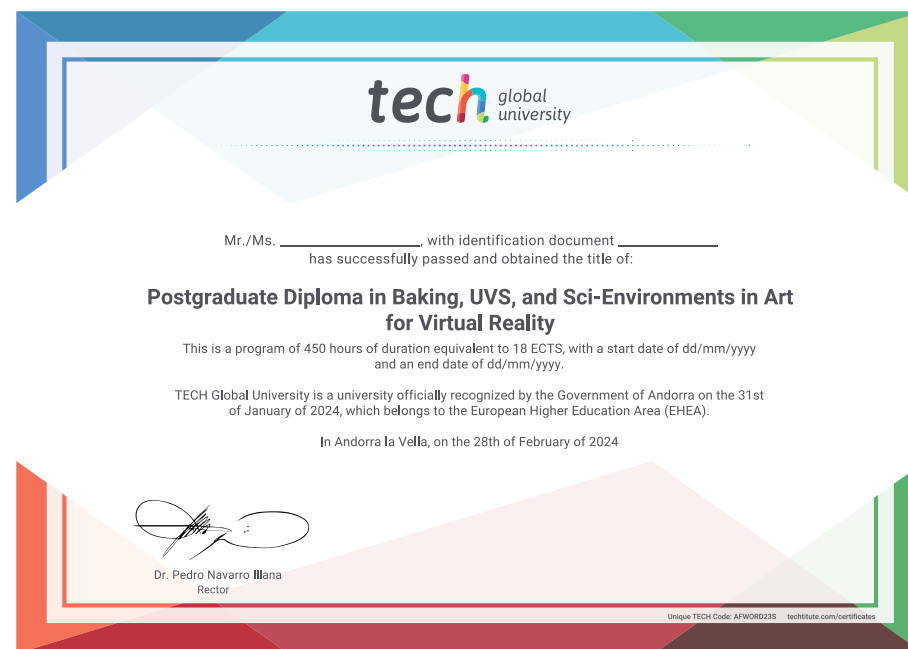 tech global university
Mr./Ms. ____________, with identification document ____________
has successfully passed and obtained the title of:
Postgraduate Diploma in Baking, UVS, and Sci-Environments in Art
for Virtual Reality
This is a program of 450 hours of duration equivalent to 18 ECTS, with a start date of dd/mm/yyyy
and an end date of dd/mm/yyyy.
TECH Global University is a university officially recognized by the Government of Andorra on the 31st
of January of 2024, which belongs to the European Higher Education Area (EHEA).
In Andorra la Vella, on the 28th of February of 2024
Dr. Pedro Navarro Illana
Rector
Unique TECH Code: AFWORD23S techtitute.com/certificates